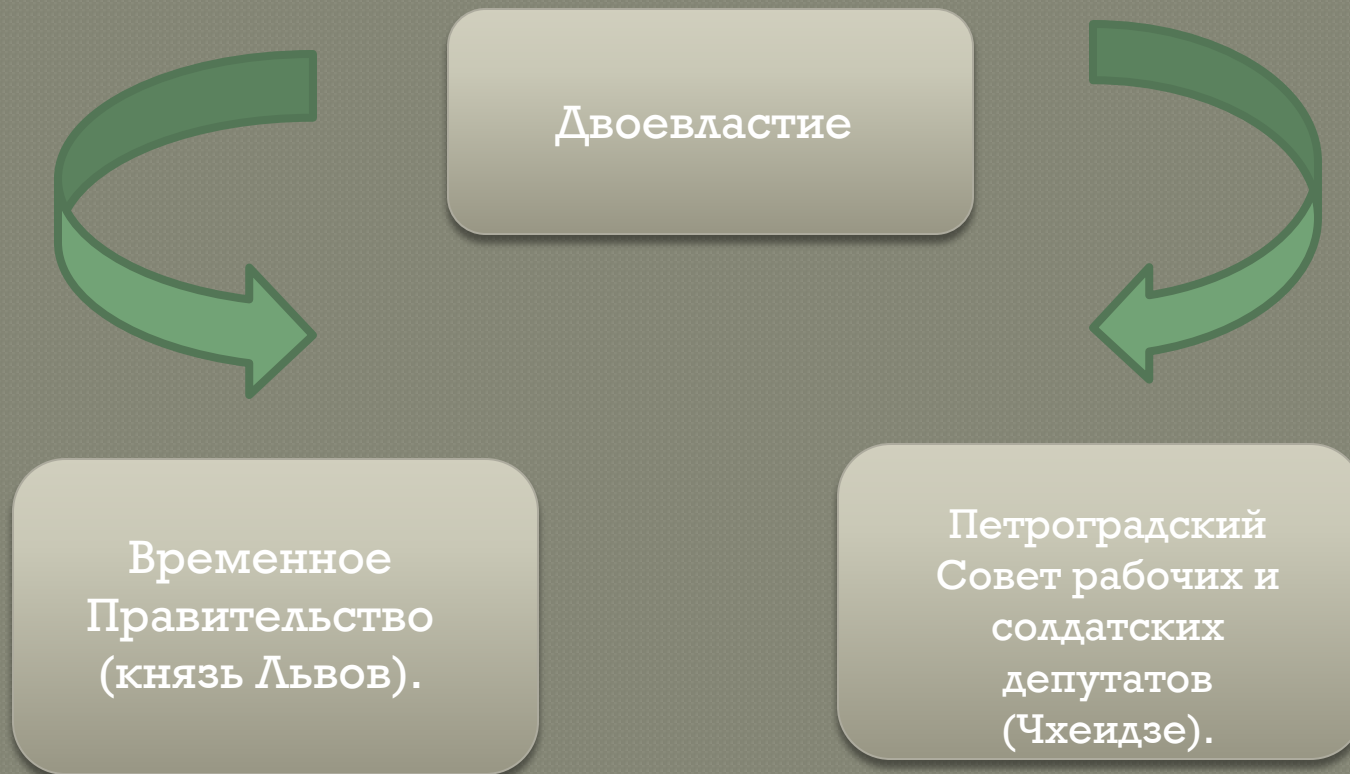 Двоевластие
Временное
Правительство
(князь Львов).
Петроградский
Совет рабочих и
солдатских
депутатов
(Чхеидзе).